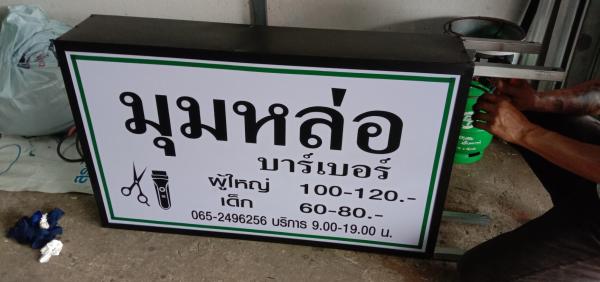 มุมหล่อ
บาร์เบอร์
ผู้ใหญ่ 100-120.-
เด็ก 60-80.-
065-2496256 บริการ 9.00-19.00 น.